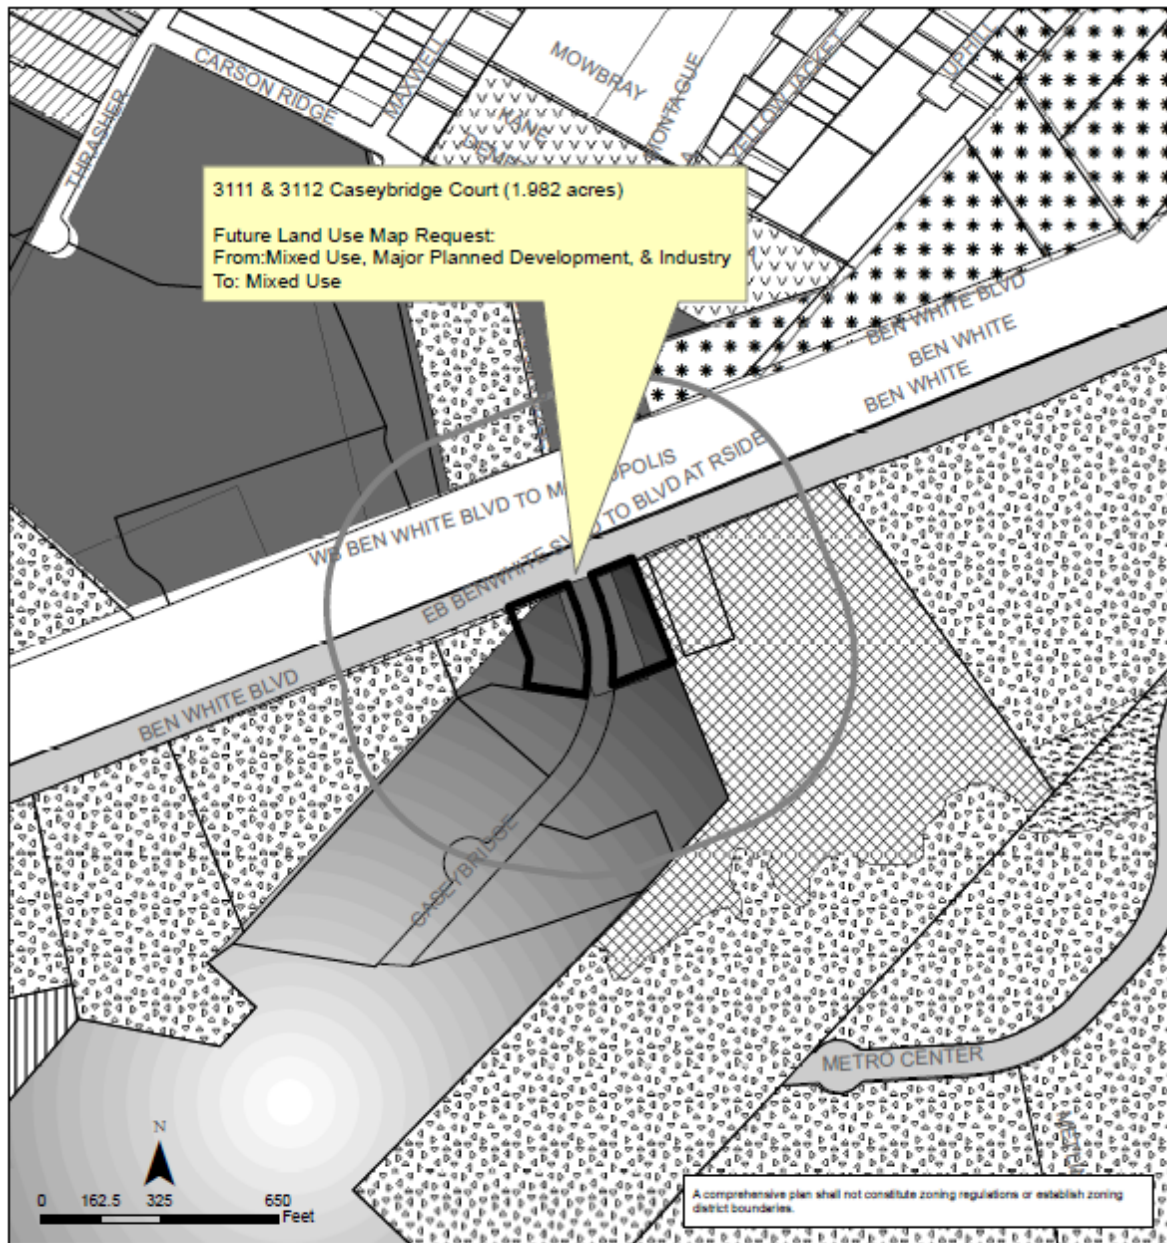 CARSON RIDGE
MAXWELL
MOWBRAY
MONTAGUE
YELLOW JACKET
UPHILL
THRASHER
KANE
3111 & 3112 Caseybridge Court (1.982 acres)
Future Land Use Map Request:
From:Mixed Use, Major Planned Development, & Industry
To: Mixed Use
BEN WHITE BLVD
BEN WHITE
BEN WHITE
WB BEN WHITE BLVD TO
EB BENWHITE TO BLVD AT RSIDE
BEN WHITE BLVD
CASEYBRIDGE
METRO CENTER
N
0 162.5 325 650
Feet
A comprehensive plan shall not constitute zoning regulations or establish zoning
district boundaries.